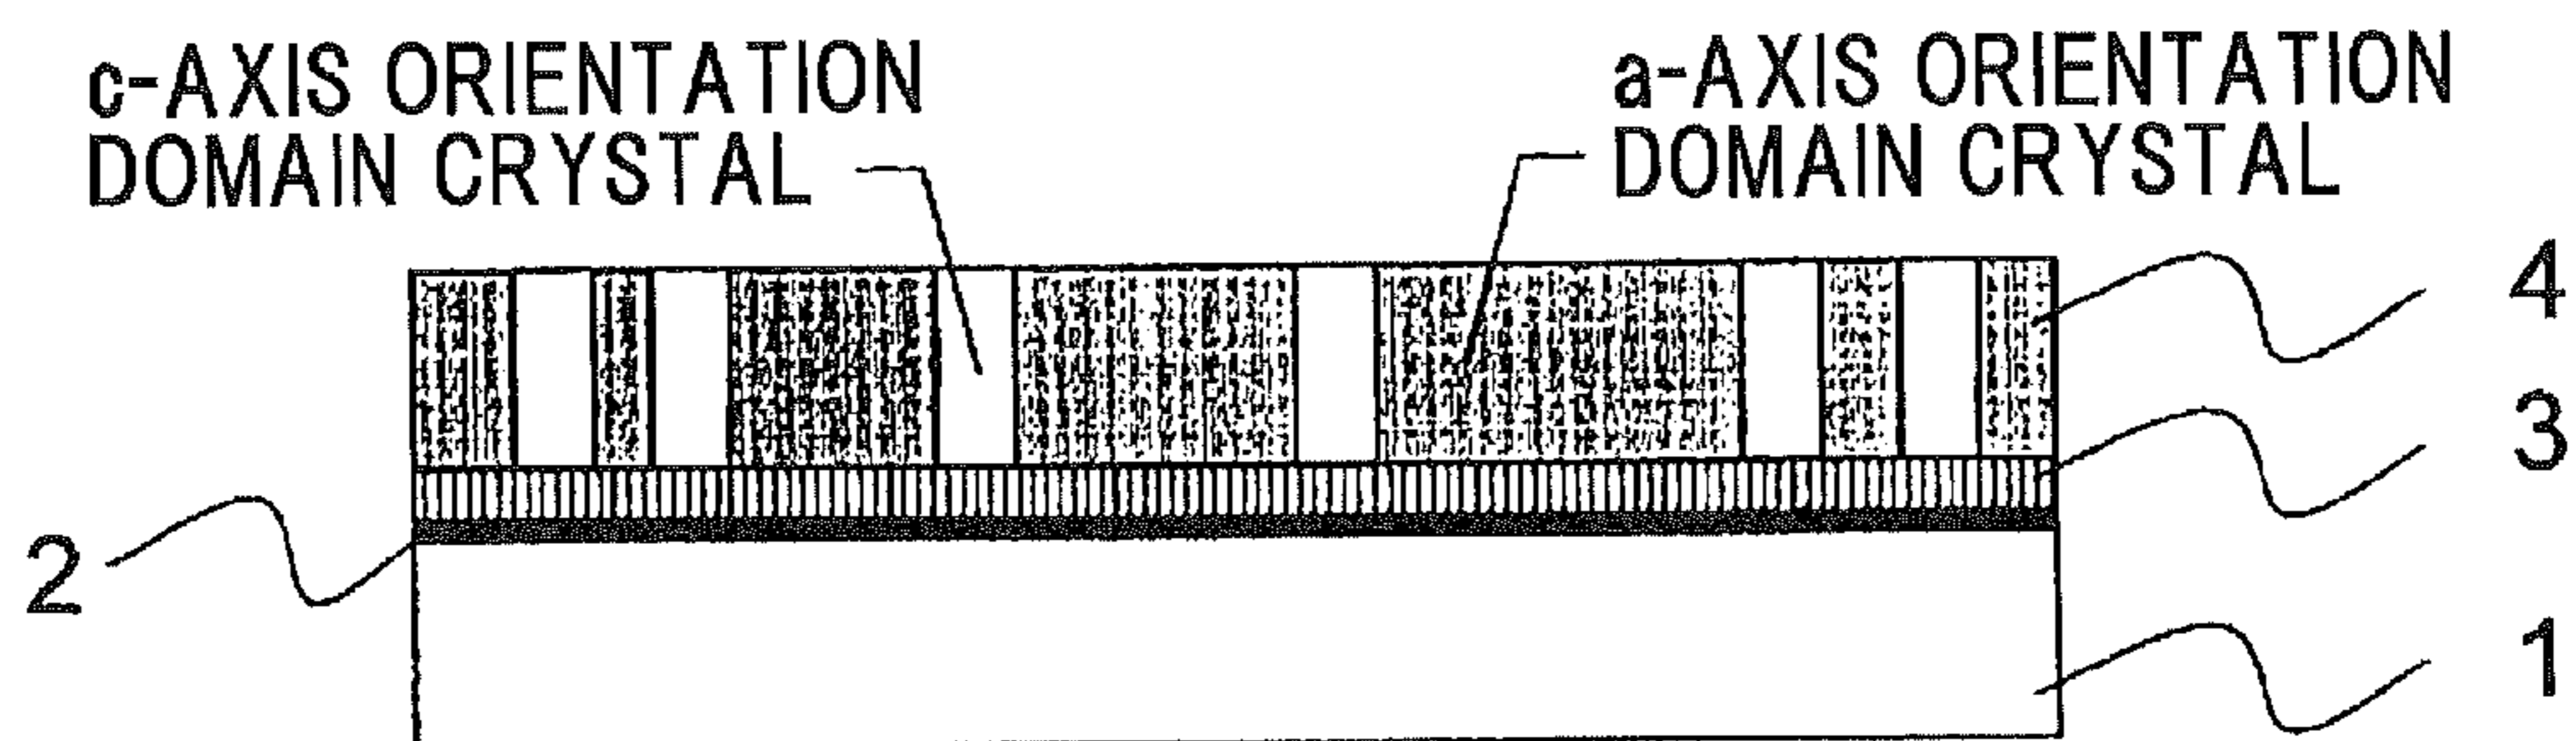 c-AXIS ORIENTATION
DOMAIN CRYSTAL
a-AXIS ORIENTATION
DOMAIN CRYSTAL
4
3
2
1